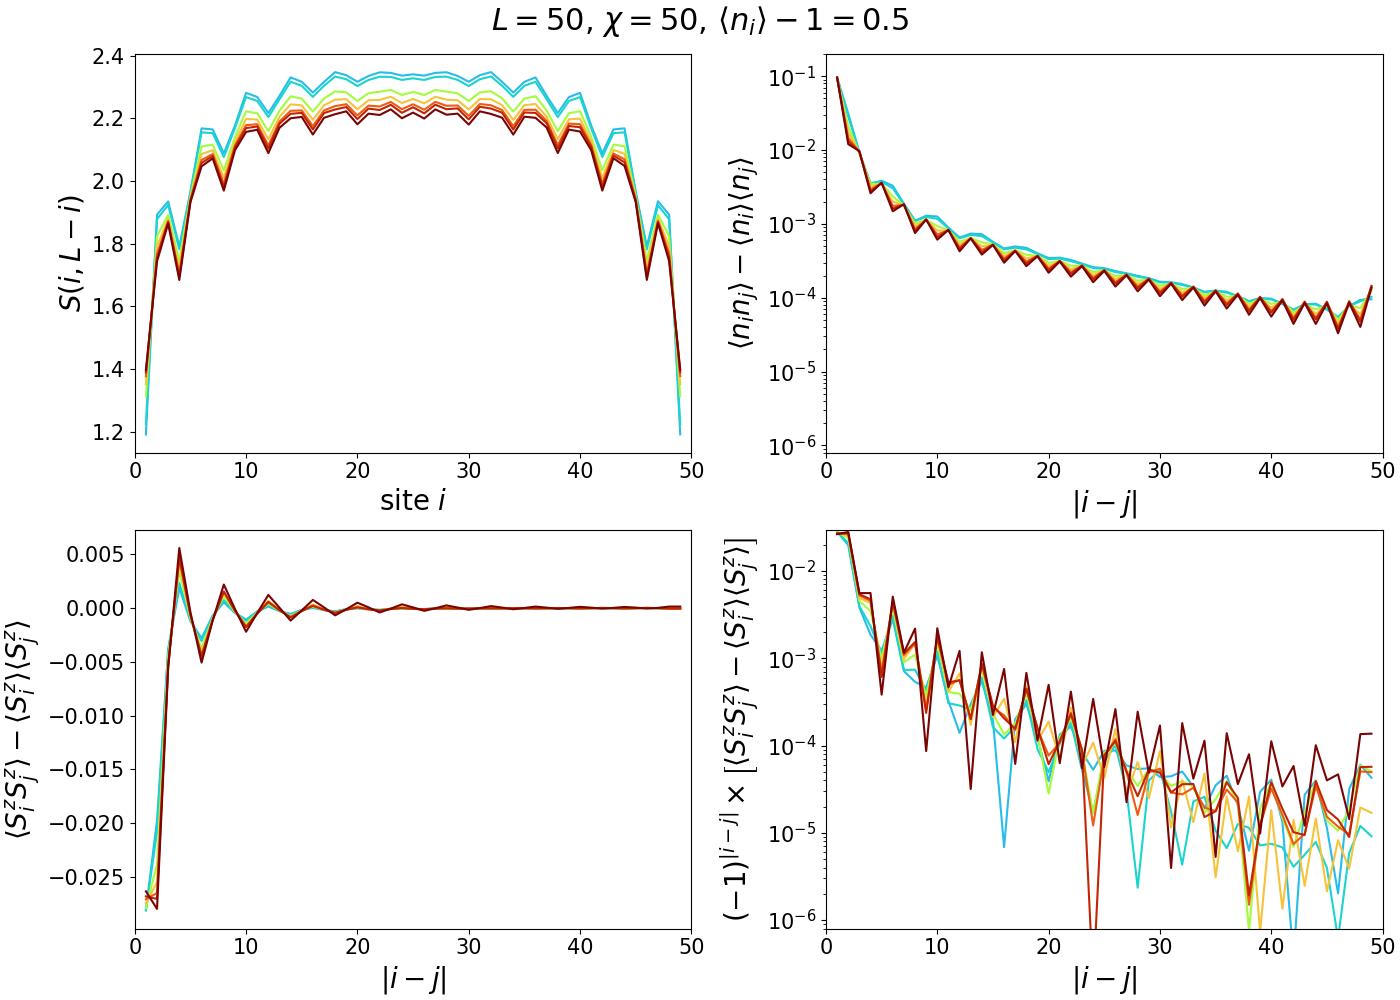 L = 50, χ = 50, ⟨n_i⟩ − 1 = 0.5
2.4
2.2
2.0
1.8
1.6
1.4
1.2
S(i, L − i)
0 10 20 30 40 50
site i
10^{-1}
10^{-2}
10^{-3}
10^{-4}
10^{-5}
10^{-6}
⟨n_i n_j⟩ − ⟨n_i⟩⟨n_j⟩
0 10 20 30 40 50
|i − j|
0.005
0.000
−0.005
−0.010
−0.015
−0.020
−0.025
⟨S_i^z S_j^z⟩ − ⟨S_i^z⟩⟨S_j^z⟩
0 10 20 30 40 50
|i − j|
10^{-2}
10^{-3}
10^{-4}
10^{-5}
10^{-6}
(−1)^{|i−j|} × [⟨S_i^z S_j^z⟩ − ⟨S_i^z⟩⟨S_j^z⟩]
0 10 20 30 40 50
|i − j|